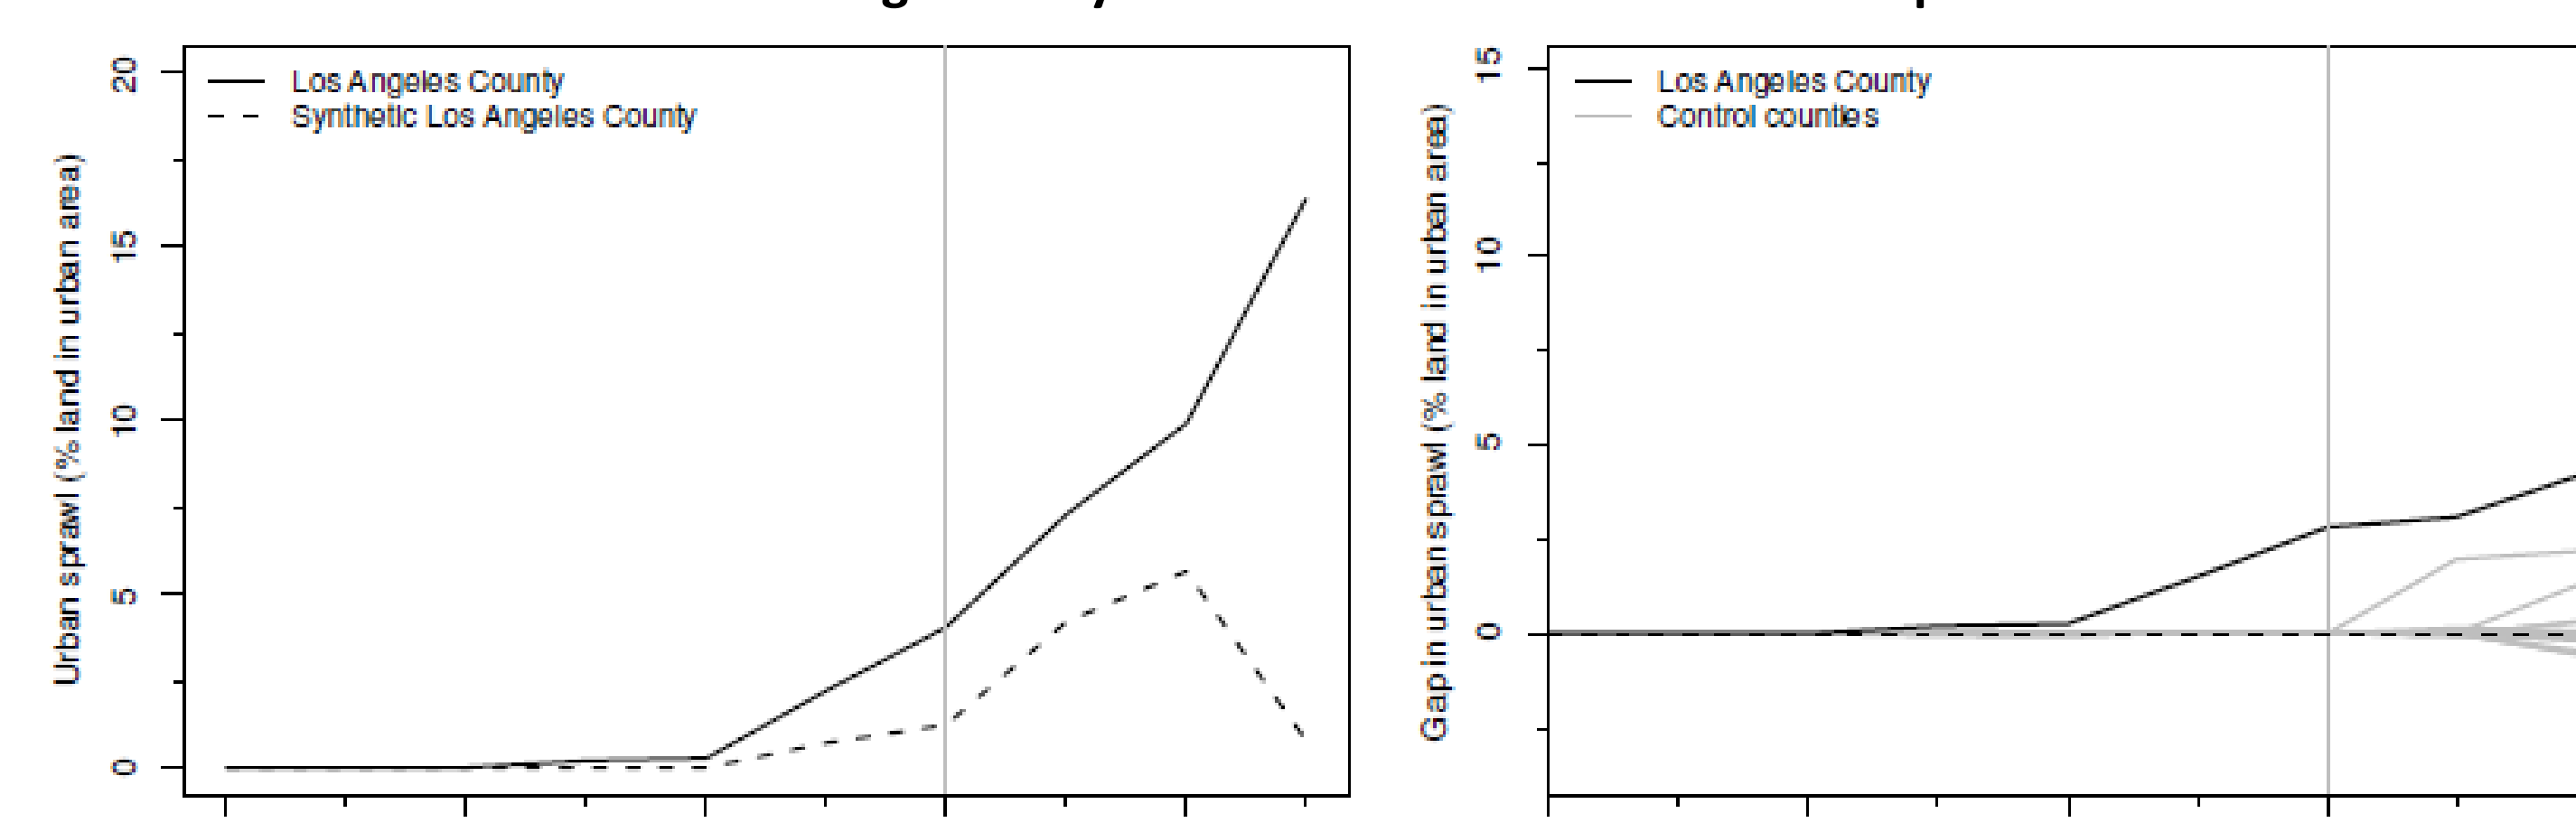 20
15
10
5
0
Urban sprawl (% land in urban area)
Los Angeles County
Synthetic Los Angeles County
15
10
5
0
Gap in urban sprawl (% land in urban area)
Los Angeles County
Control counties